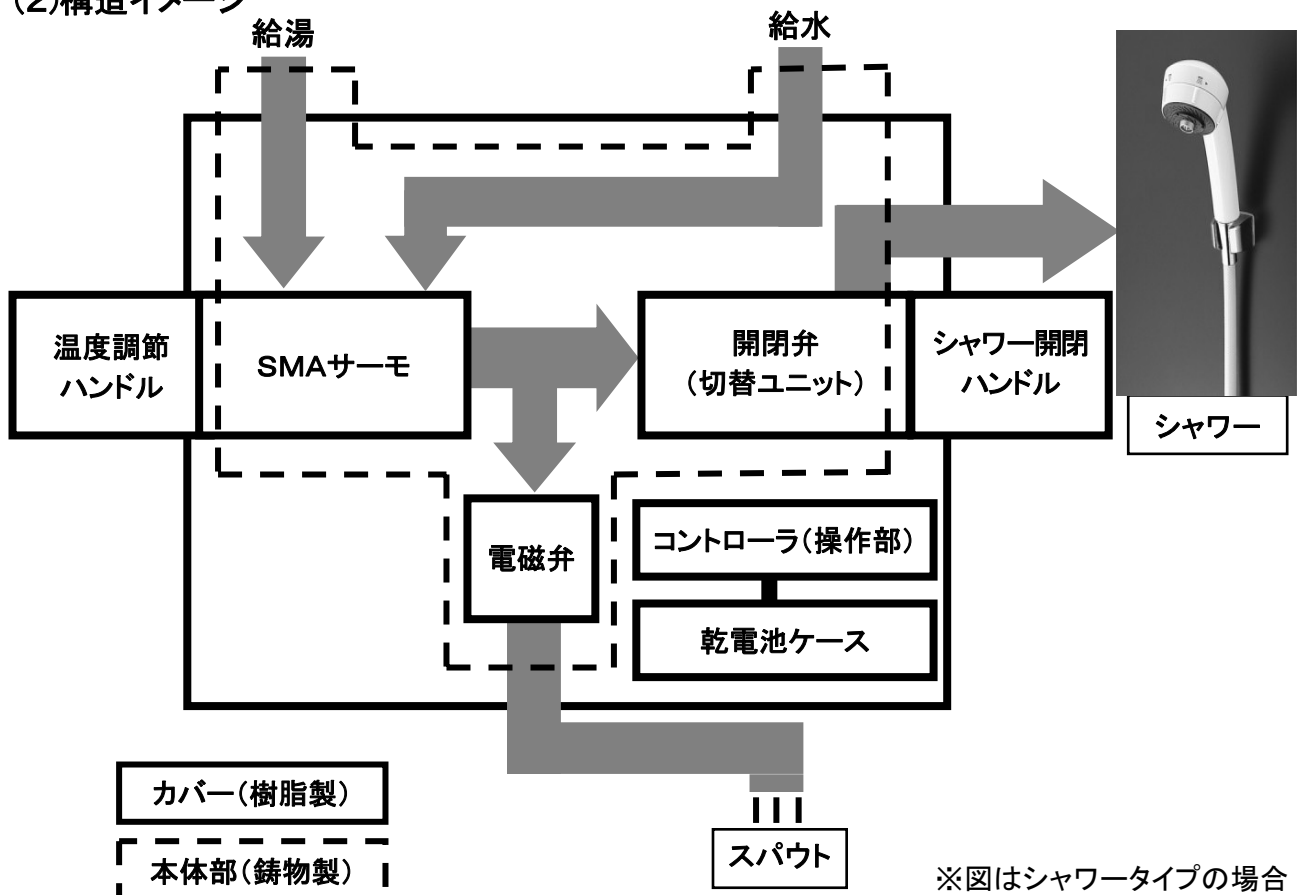 (2)構造イメージ
給湯
給水
温度調節
ハンドル
SMAサーモ
開閉弁
(切替ユニット)
シャワー開閉
ハンドル
シャワー
電磁弁
コントローラ(操作部)
乾電池ケース
カバー(樹脂製)
本体部(鋳物製)
スパウト
※図はシャワータイプの場合